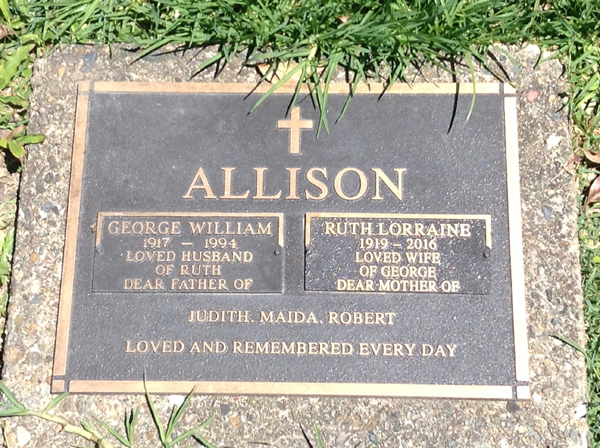 ALLISON
GEORGE WILLIAM
1917 – 1994
LOVED HUSBAND
OF RUTH
DEAR FATHER OF
RUTH LORRAINE
1919 – 2016
LOVED WIFE
OF GEORGE
DEAR MOTHER OF
JUDITH, MAIDA, ROBERT
LOVED AND REMEMBERED EVERY DAY